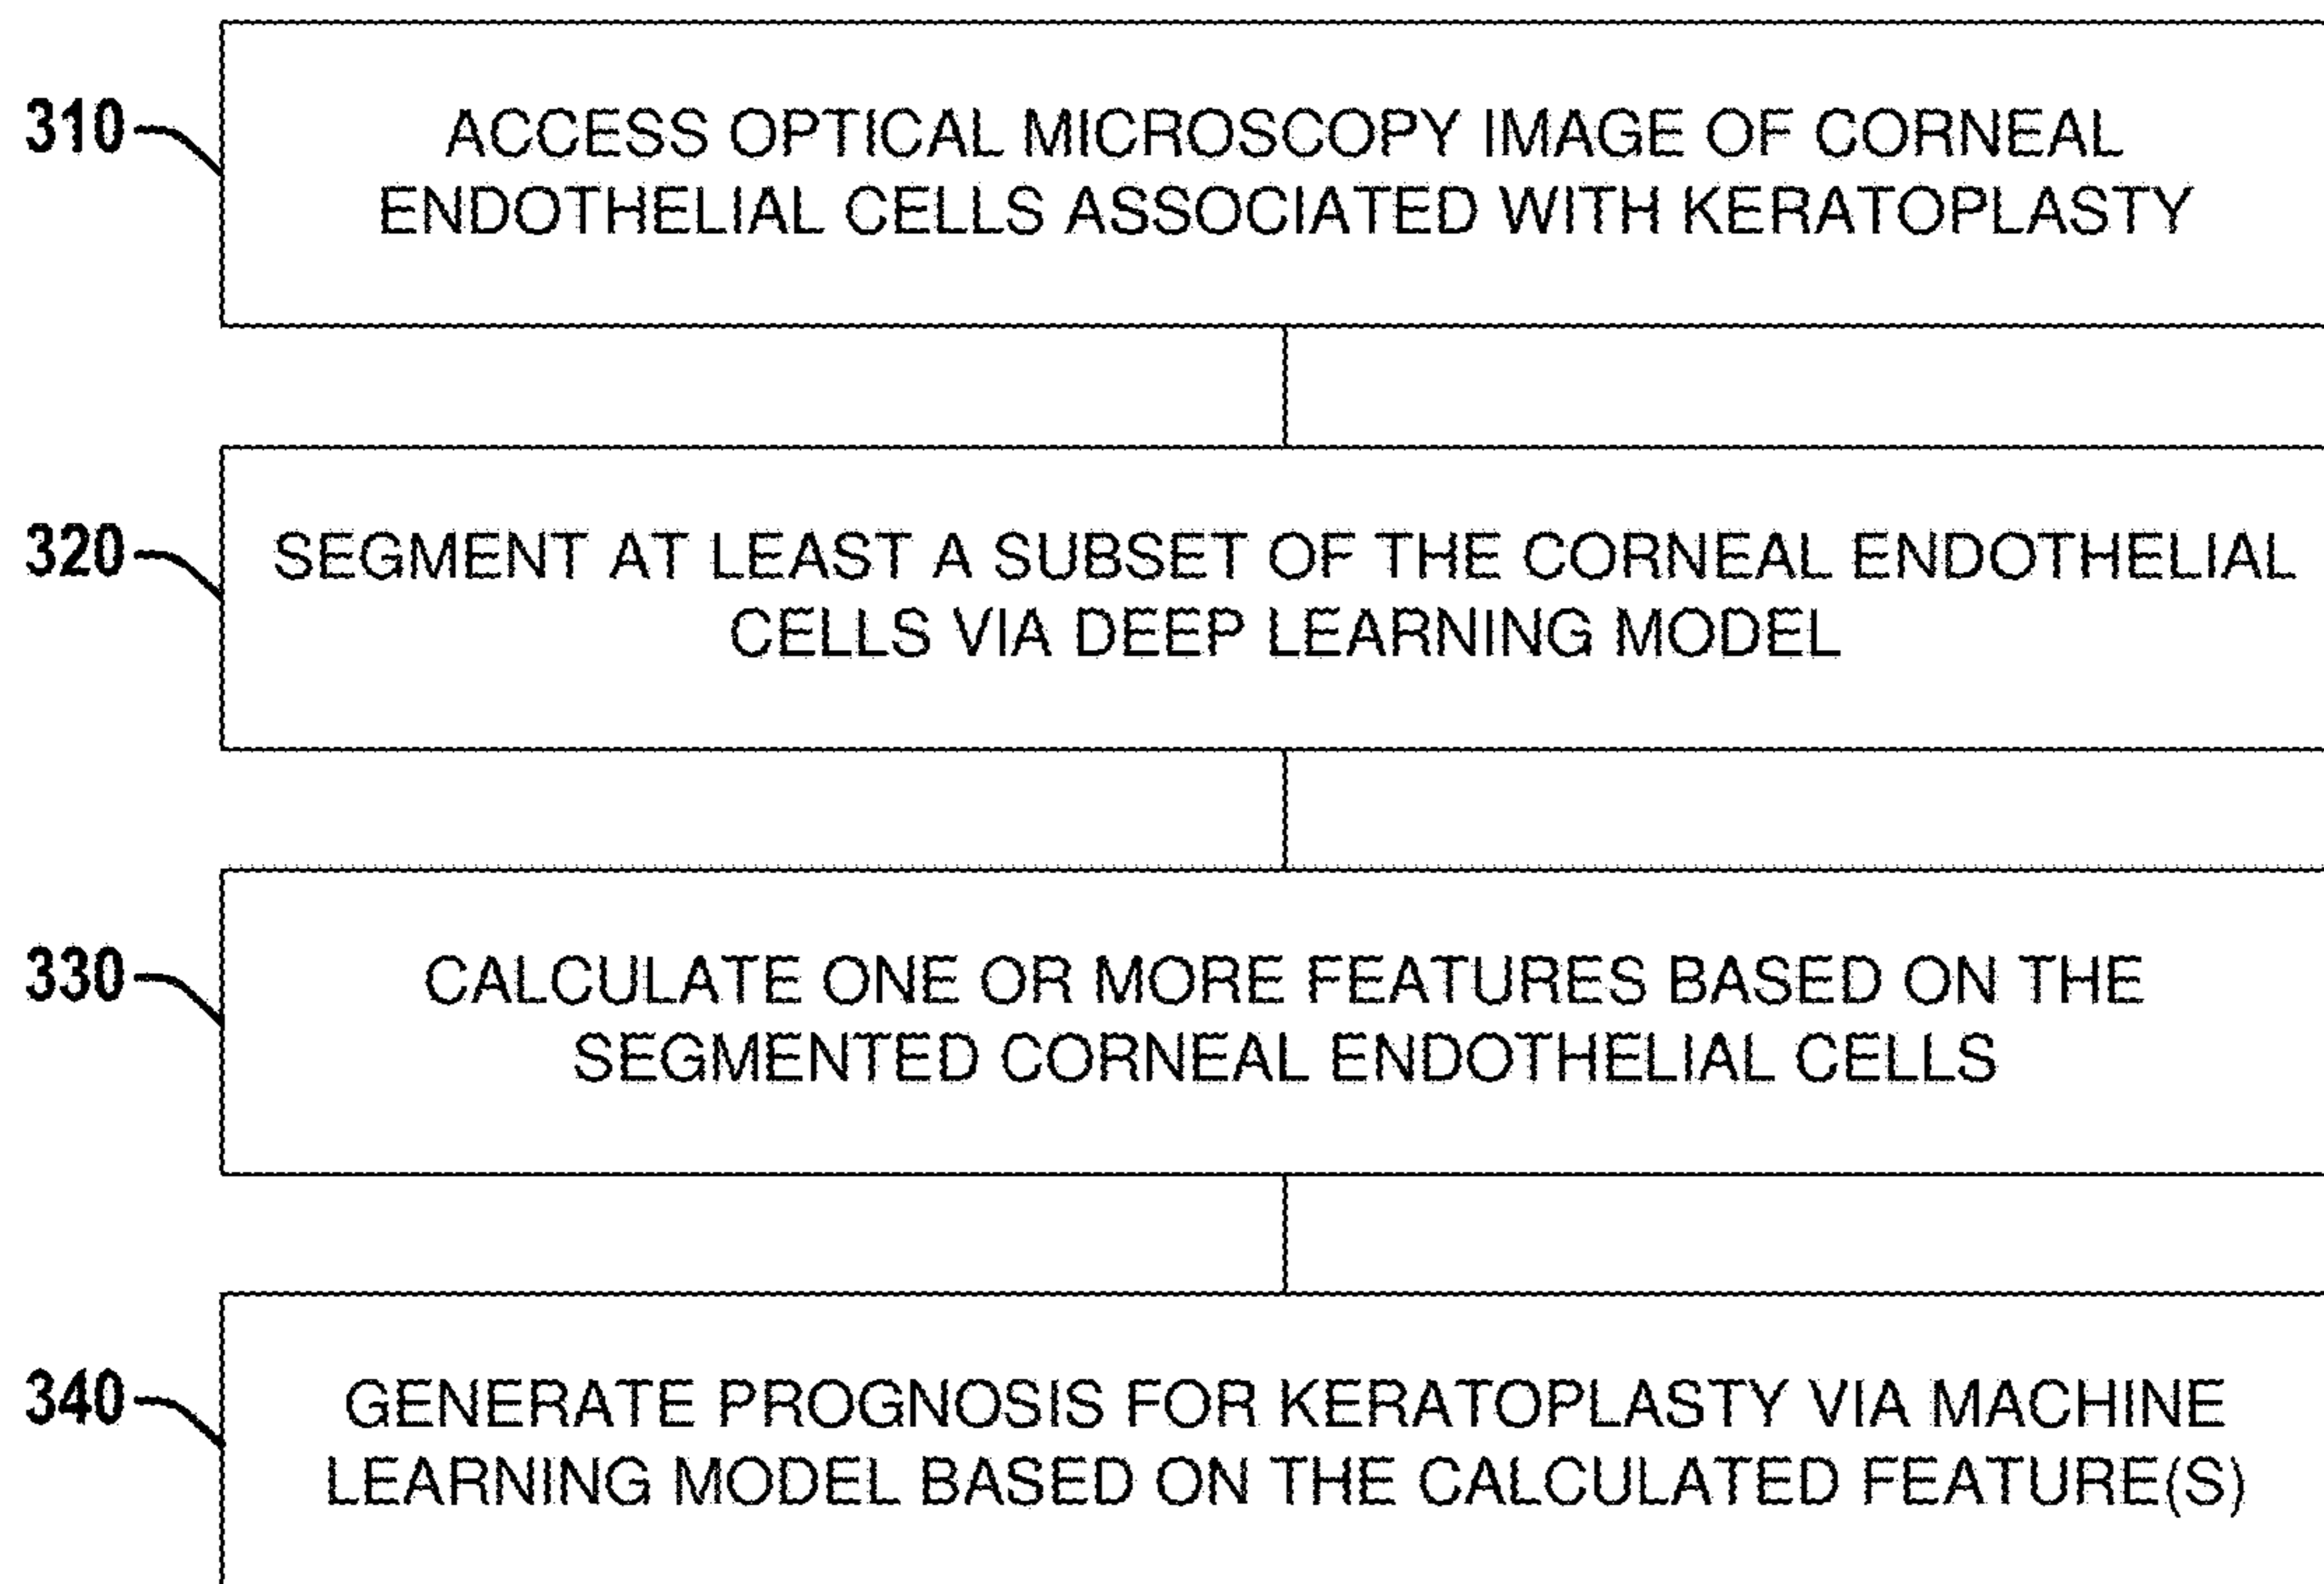 310
ACCESS OPTICAL MICROSCOPY IMAGE OF CORNEAL
ENDOTHELIAL CELLS ASSOCIATED WITH KERATOPLASTY
320
SEGMENT AT LEAST A SUBSET OF THE CORNEAL ENDOTHELIAL
CELLS VIA DEEP LEARNING MODEL
330
CALCULATE ONE OR MORE FEATURES BASED ON THE
SEGMENTED CORNEAL ENDOTHELIAL CELLS
340
GENERATE PROGNOSIS FOR KERATOPLASTY VIA MACHINE
LEARNING MODEL BASED ON THE CALCULATED FEATURE(S)